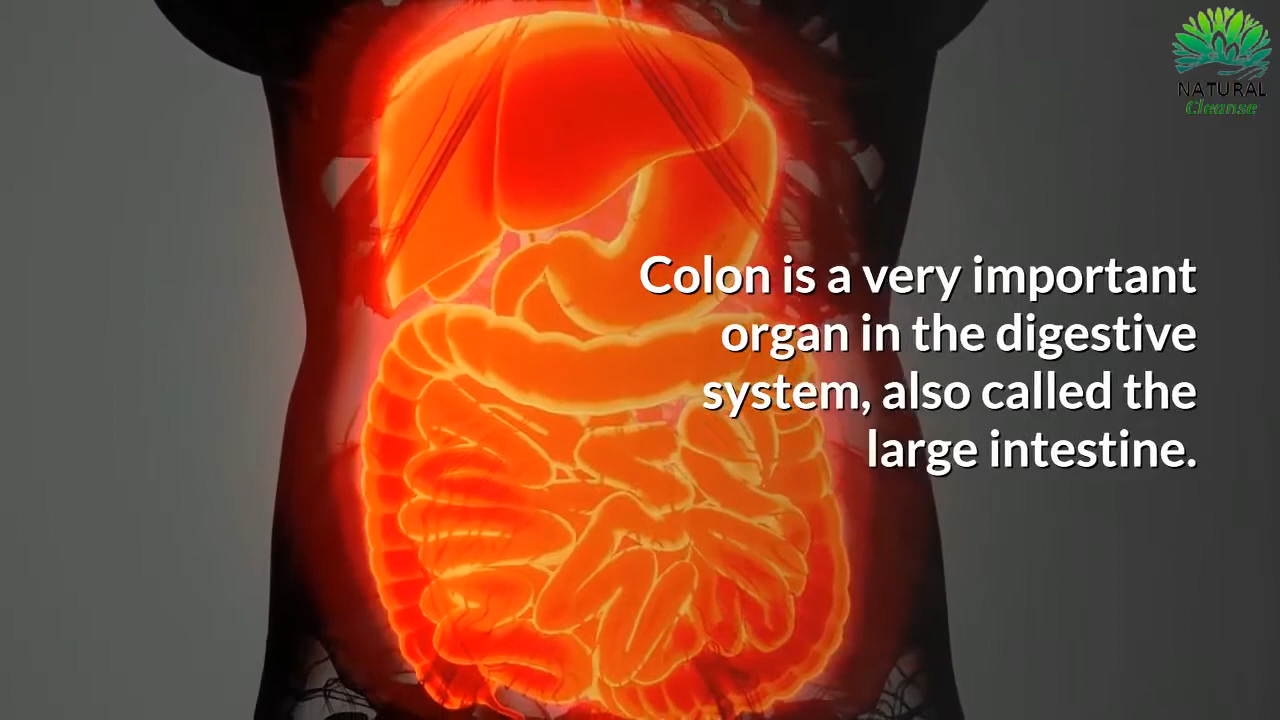 NATURAL
Cleanse
Colon is a very important
organ in the digestive
system, also called the
large intestine.